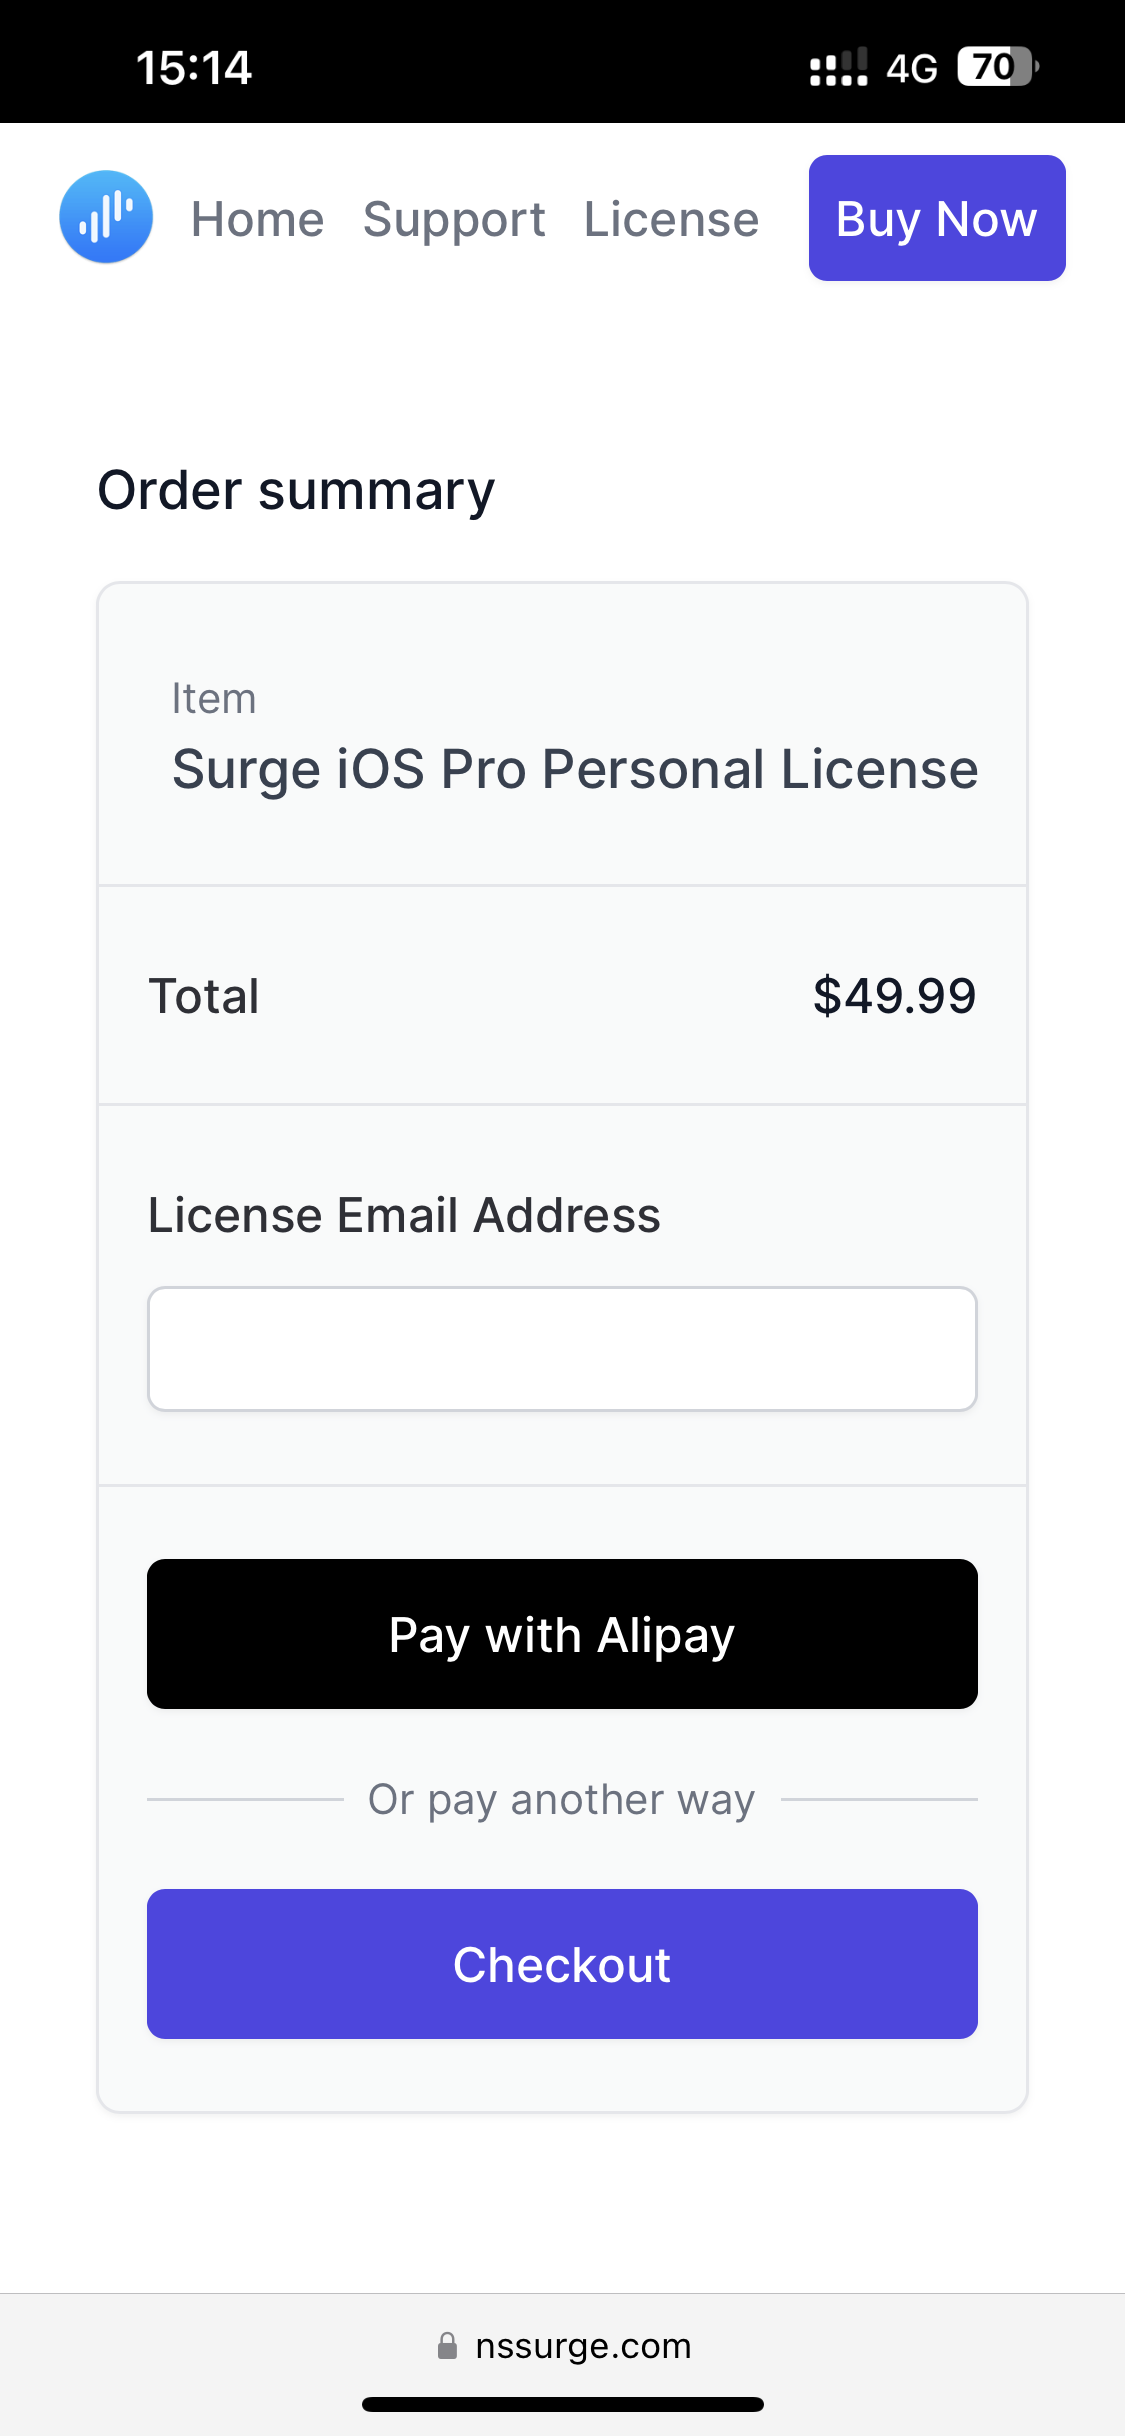 15:14
4G 70
Home Support License Buy Now
Order summary
Item
Surge iOS Pro Personal License
Total $49.99
License Email Address
Pay with Alipay
Or pay another way
Checkout
nssurge.com